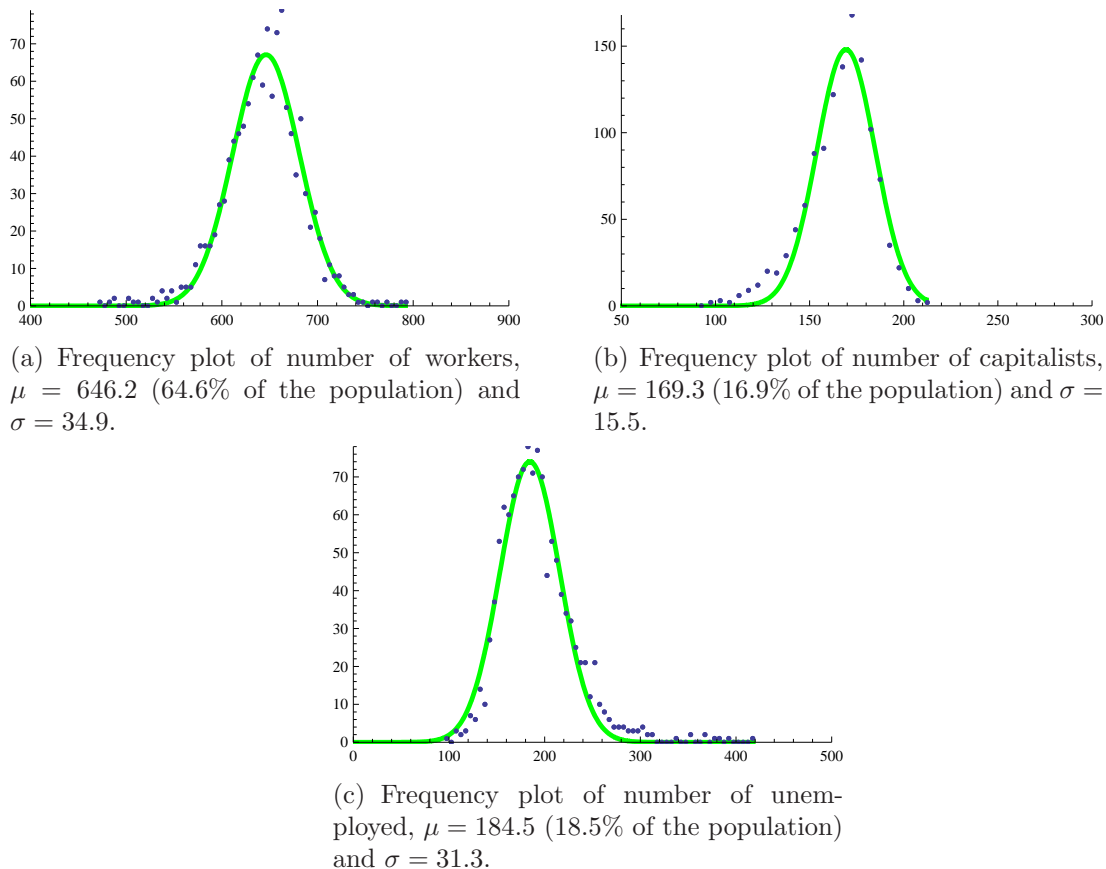 70
60
50
40
30
20
10
0
400 500 600 700 800 900
(a) Frequency plot of number of workers,
μ = 646.2 (64.6% of the population) and
σ = 34.9.
150
100
50
0
50 100 150 200 250 300
(b) Frequency plot of number of capitalists,
μ = 169.3 (16.9% of the population) and σ =
15.5.
70
60
50
40
30
20
10
0
0 100 200 300 400 500
(c) Frequency plot of number of unem-
ployed, μ = 184.5 (18.5% of the population)
and σ = 31.3.